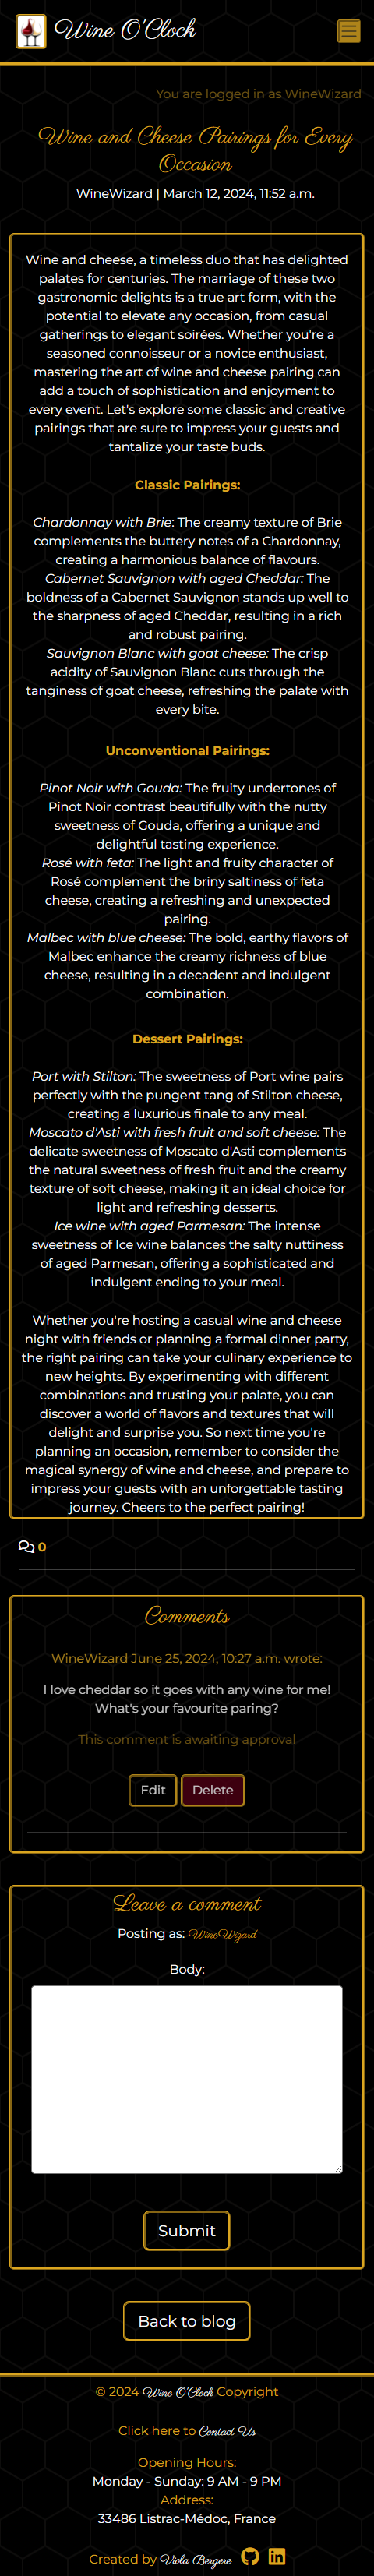 Wine O'Clock
You are logged in as WineWizard
Wine and Cheese Pairings for Every
Occasion
WineWizard | March 12, 2024, 11:52 a.m.
Wine and cheese, a timeless duo that has delighted
palates for centuries. The marriage of these two
gastronomic delights is a true art form, with the
potential to elevate any occasion, from casual
gatherings to elegant soirées. Whether you're a
seasoned connoisseur or a novice enthusiast,
mastering the art of wine and cheese pairing can
add a touch of sophistication and enjoyment to
every event. Let's explore some classic and creative
pairings that are sure to impress your guests and
tantalize your taste buds.
Classic Pairings:
Chardonnay with Brie: The creamy texture of Brie
complements the buttery notes of a Chardonnay,
creating a harmonious balance of flavours.
Cabernet Sauvignon with aged Cheddar: The
boldness of a Cabernet Sauvignon stands up well to
the sharpness of aged Cheddar, resulting in a rich
and robust pairing.
Sauvignon Blanc with goat cheese: The crisp
acidity of Sauvignon Blanc cuts through the
tanginess of goat cheese, refreshing the palate with
every bite.
Unconventional Pairings:
Pinot Noir with Gouda: The fruity undertones of
Pinot Noir contrast beautifully with the nutty
sweetness of Gouda, offering a unique and
delightful tasting experience.
Rosé with feta: The light and fruity character of
Rosé complement the briny saltiness of feta
cheese, creating a refreshing and unexpected
pairing.
Malbec with blue cheese: The bold, earthy flavors of
Malbec enhance the creamy richness of blue
cheese, resulting in a decadent and indulgent
combination.
Dessert Pairings:
Port with Stilton: The sweetness of Port wine pairs
perfectly with the pungent tang of Stilton cheese,
creating a luxurious finale to any meal.
Moscato d'Asti with fresh fruit and soft cheese: The
delicate sweetness of Moscato d'Asti complements
the natural sweetness of fresh fruit and the creamy
texture of soft cheese, making it an ideal choice for
light and refreshing desserts.
Ice wine with aged Parmesan: The intense
sweetness of Ice wine balances the salty nuttiness
of aged Parmesan, offering a sophisticated and
indulgent ending to your meal.
Whether you're hosting a casual wine and cheese
night with friends or planning a formal dinner party,
the right pairing can take your culinary experience to
new heights. By experimenting with different
combinations and trusting your palate, you can
discover a world of flavors and textures that will
delight and surprise you. So next time you're
planning an occasion, remember to consider the
magical synergy of wine and cheese, and prepare to
impress your guests with an unforgettable tasting
journey. Cheers to the perfect pairing!
0
Comments
WineWizard June 25, 2024, 10:27 a.m. wrote:
I love cheddar so it goes with any wine for me!
What's your favourite paring?
This comment is awaiting approval
Edit Delete
Leave a comment
Posting as: WineWizard
Body:
Submit
Back to blog
© 2024 Wine O'Clock Copyright
Click here to Contact Us
Opening Hours:
Monday - Sunday: 9 AM - 9 PM
Address:
33486 Listrac-Médoc, France
Created by Viola Bergere